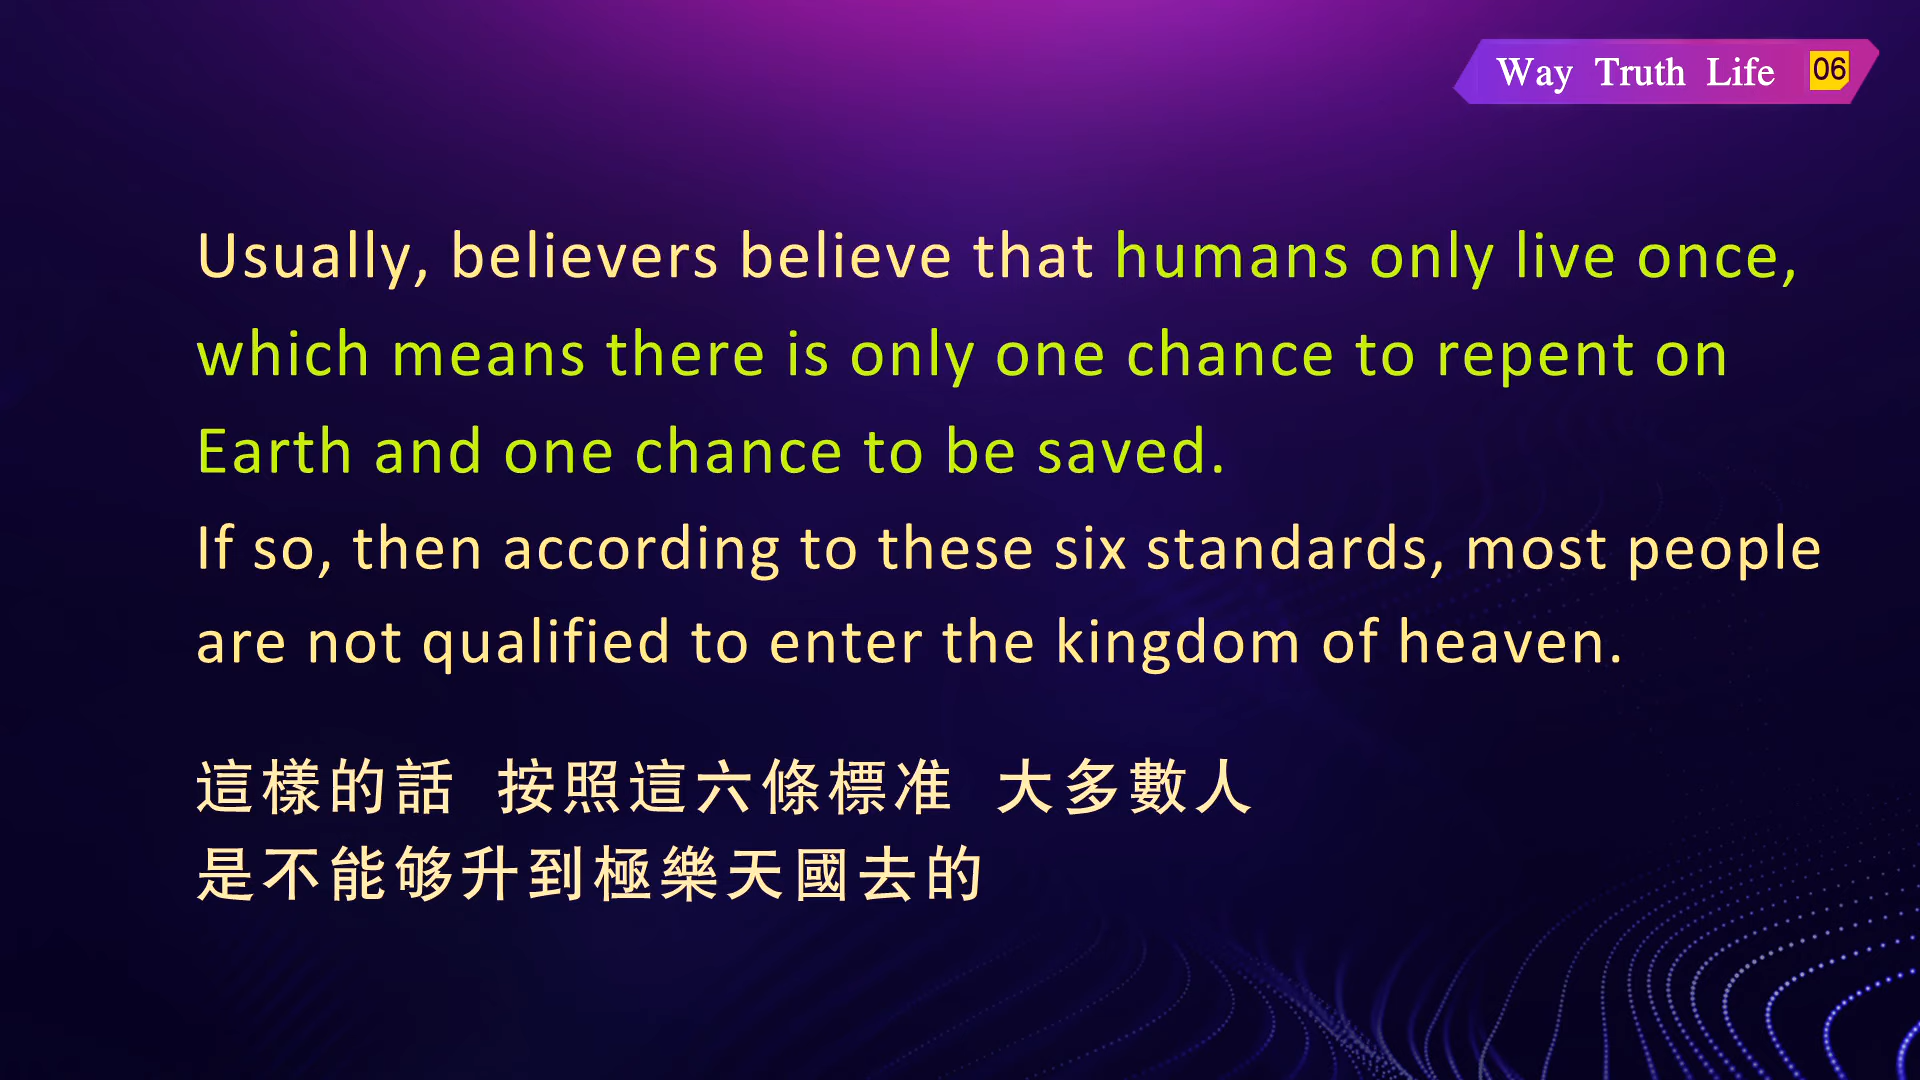 Way Truth Life 06
Usually, believers believe that humans only live once,
which means there is only one chance to repent on
Earth and one chance to be saved.
If so, then according to these six standards, most people
are not qualified to enter the kingdom of heaven.
這樣的話 按照這六條標准 大多數人
是不能够升到極樂天國去的